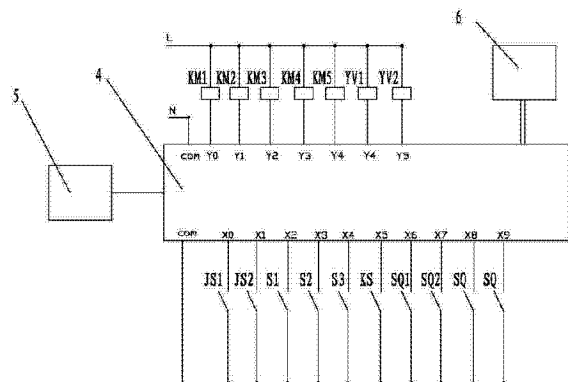 L
6
KM1 KM2 KM3 KM4 KM5 YV1 YV2
4
5
N
COM Y0 Y1 Y2 Y3 Y4 Y4 Y5
COM X0 X1 X2 X3 X4 X5 X6 X7 X8 X9
JS1 JS2 S1 S2 S3 KS SQ1 SQ2 SQ SQ